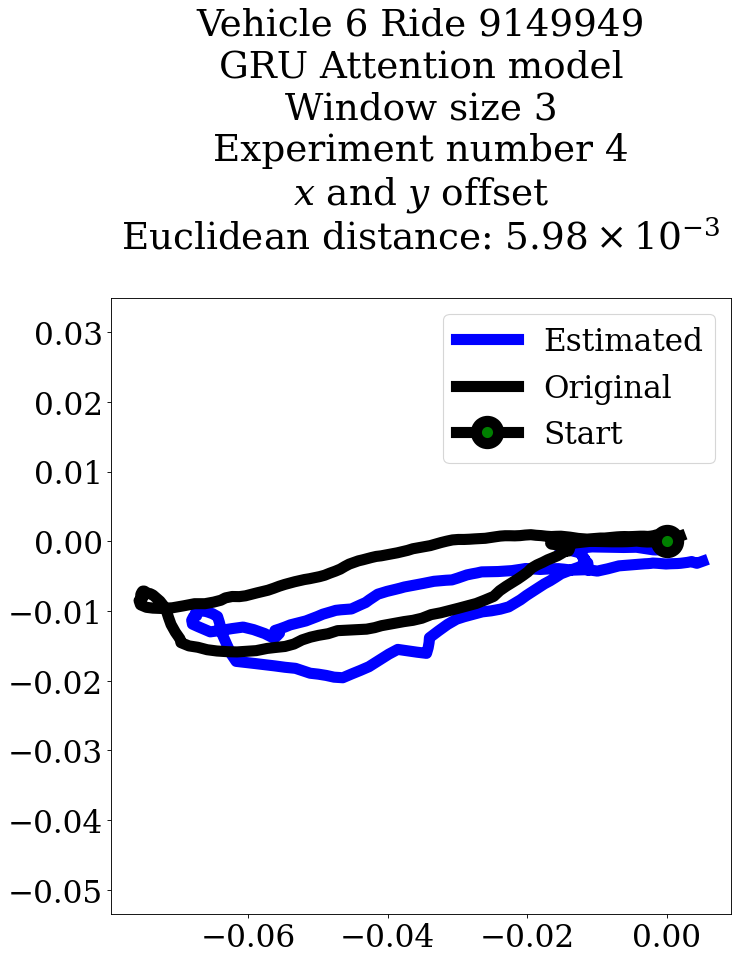 Vehicle 6 Ride 9149949
GRU Attention model
Window size 3
Experiment number 4
x and y offset
Euclidean distance: 5.98 × 10⁻³
Estimated
Original
Start
0.03
0.02
0.01
0.00
−0.01
−0.02
−0.03
−0.04
−0.05
−0.06 −0.04 −0.02 0.00